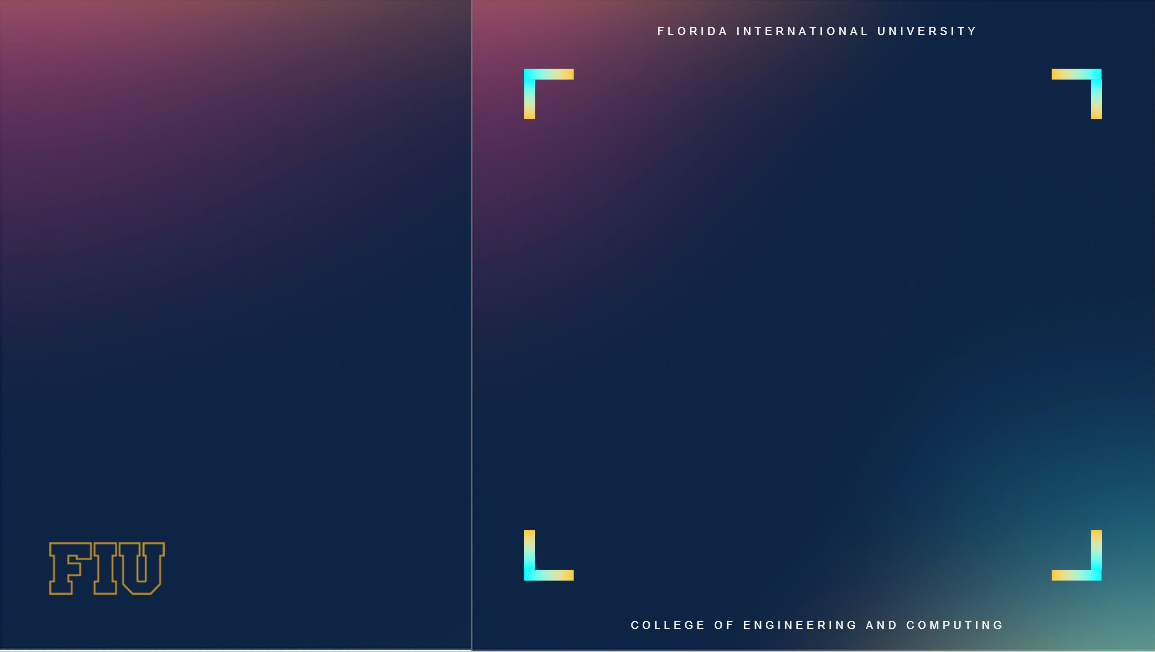 FLORIDA INTERNATIONAL UNIVERSITY
FIU
COLLEGE OF ENGINEERING AND COMPUTING